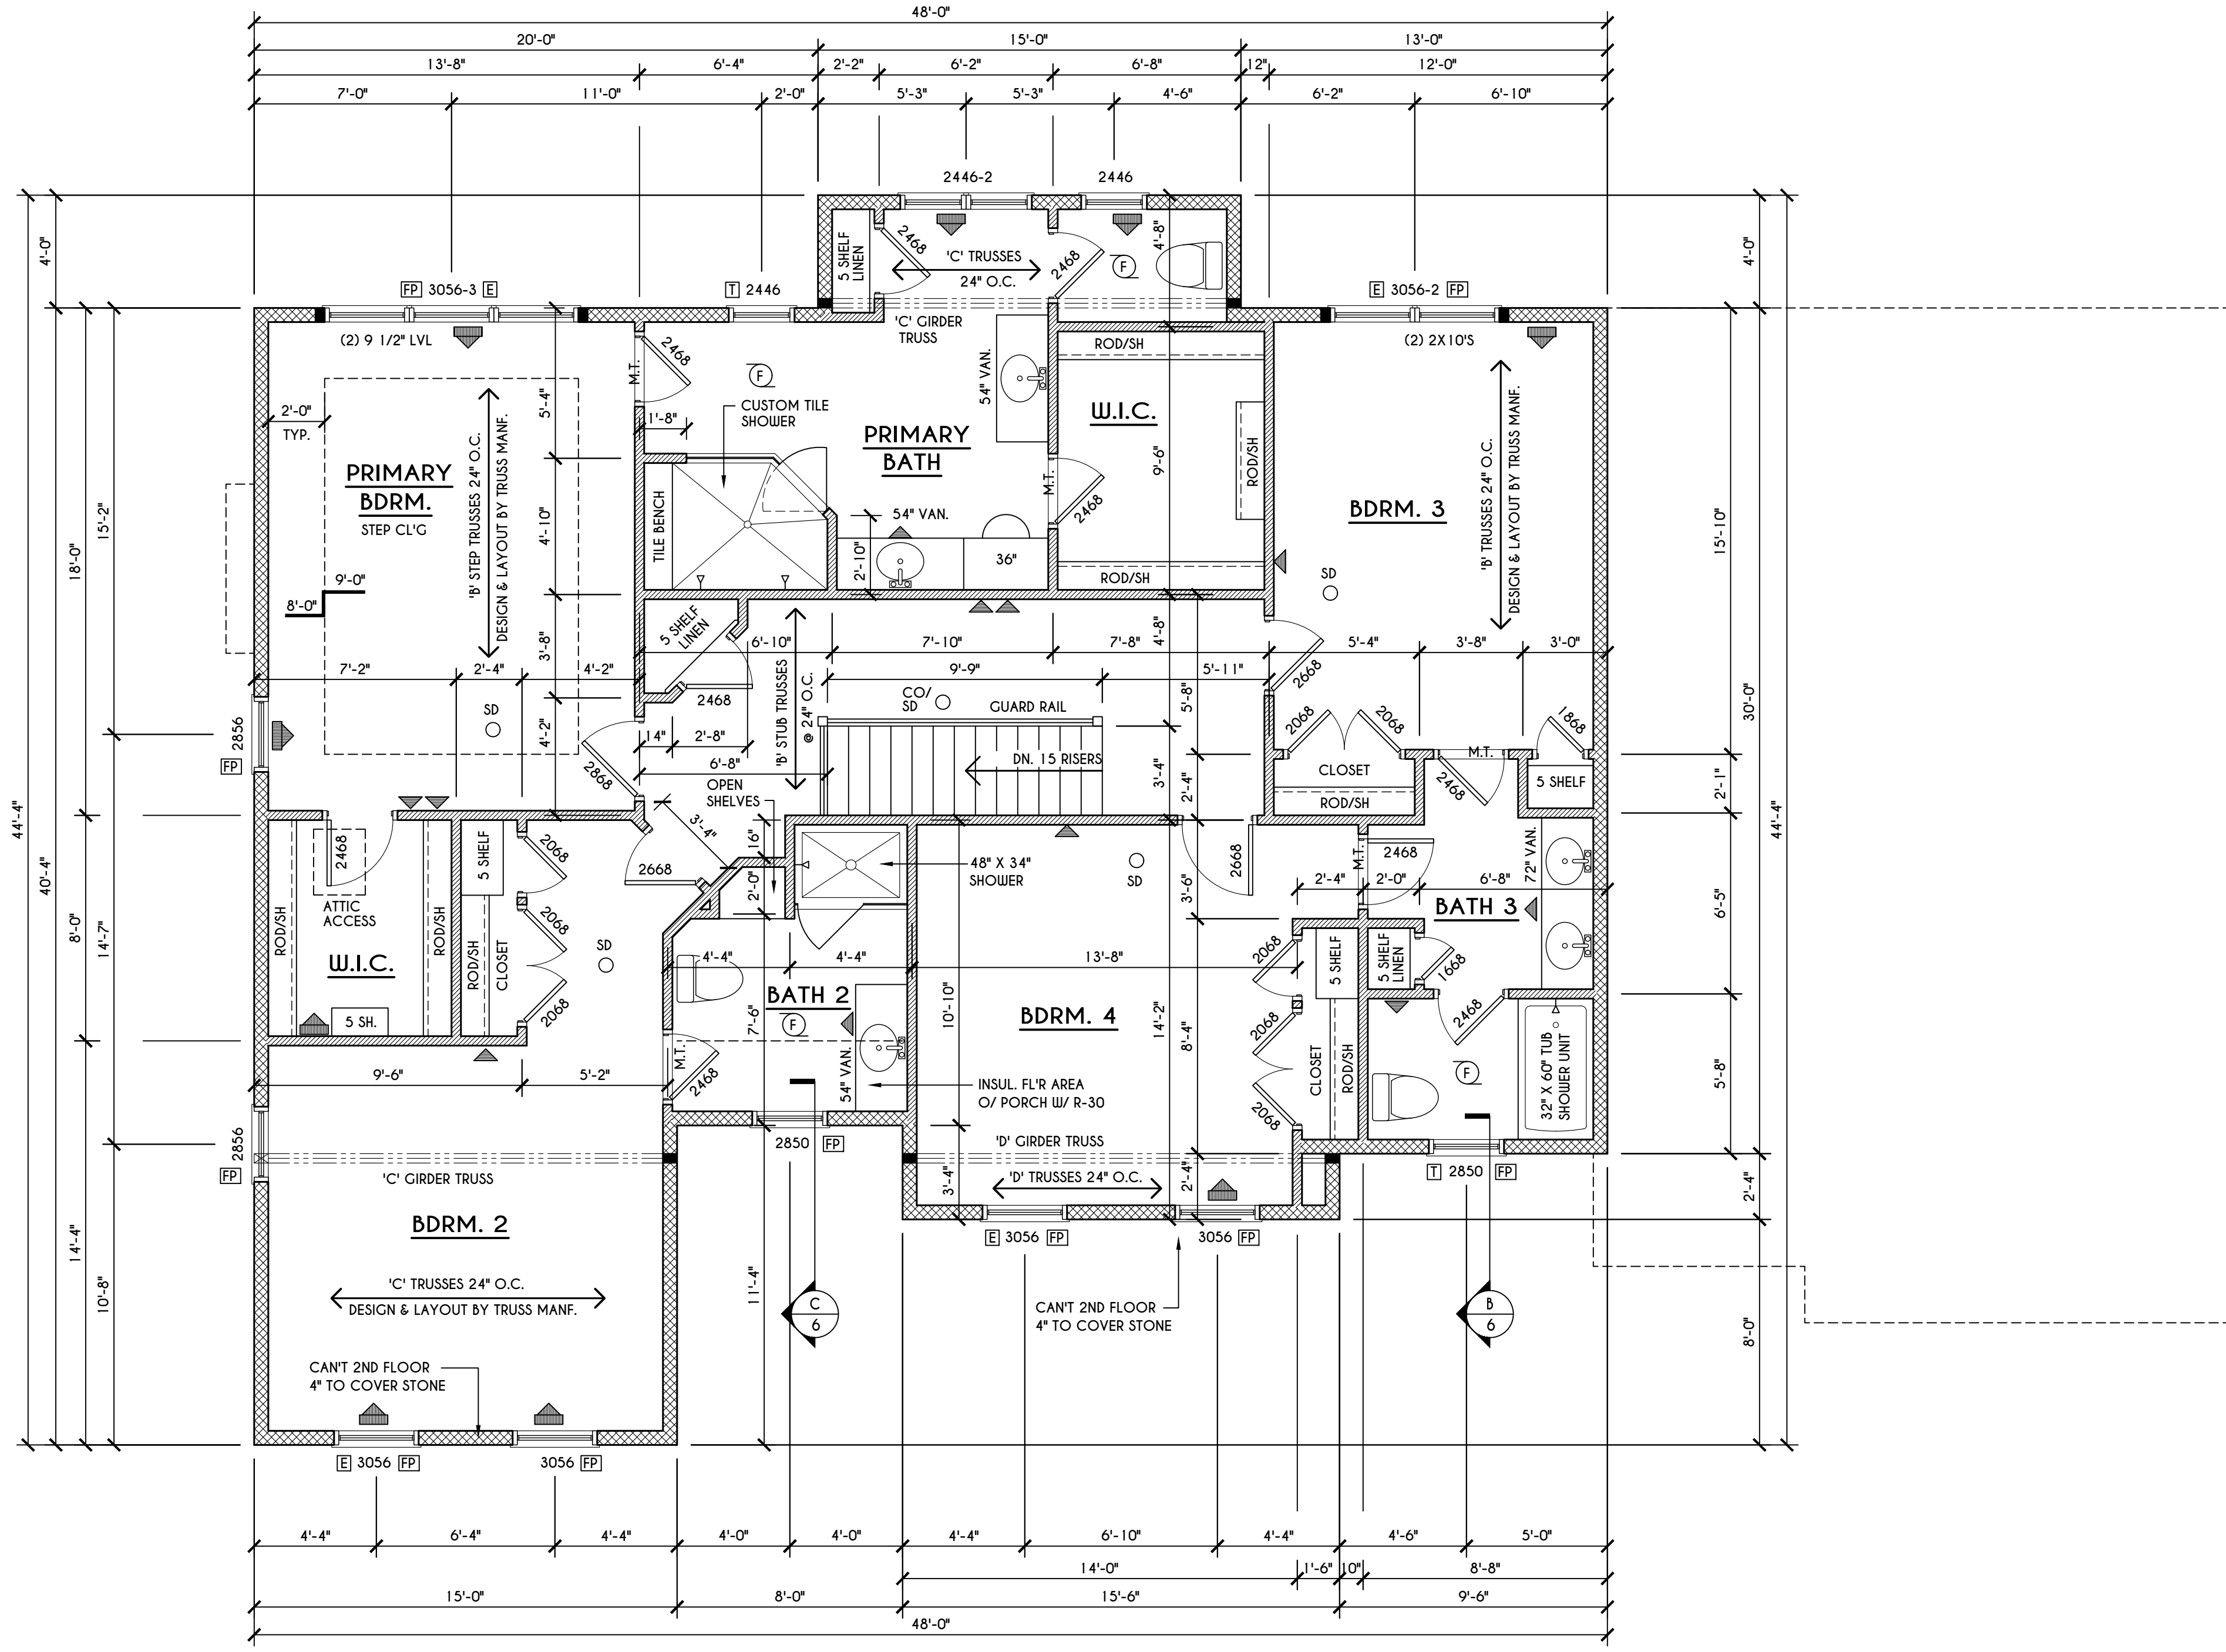 48'-0"
20'-0" 15'-0" 13'-0"
13'-8" 6'-4" 2'-2" 6'-2" 6'-8" 12" 12'-0"
7'-0" 11'-0" 2'-0" 5'-3" 5'-3" 4'-6" 6'-2" 6'-10"
2446-2 2446
4'-0"
5 SHELF
LINEN
2468
'C' TRUSSES
24" O.C.
2468
F
4'-8"
4'-0"
FP 3056-3 E
T 2446
E 3056-2 FP
(2) 9 1/2" LVL
'C' GIRDER
TRUSS
(2) 2X10'S
M.T.
2468
F
CUSTOM TILE
SHOWER
54" VAN.
ROD/SH
W.I.C.
ROD/SH
9'-6"
2'-0"
TYP.
5'-4"
1'-8"
PRIMARY
BDRM.
STEP CL'G
'B' STEP TRUSSES 24" O.C.
DESIGN & LAYOUT BY TRUSS MANF.
PRIMARY
BATH
M.T.
2468
BDRM. 3
'B' TRUSSES 24" O.C.
DESIGN & LAYOUT BY TRUSS MANF.
4'-10"
TILE BENCH
54" VAN.
2'-10"
36"
ROD/SH
SD
9'-0"
8'-0"
15'-2"
18'-0"
15'-10"
30'-0"
5 SHELF
LINEN
3'-8"
6'-10" 7'-10" 7'-8"
4'-8"
5'-4" 3'-8" 3'-0"
7'-2" 2'-4" 4'-2"
9'-9" 5'-11"
2668
2468
'B' STUB TRUSSES
@ 24" O.C.
CO/
SD
GUARD RAIL
5'-8"
SD
2856
FP
4'-2"
14" 2'-8"
6'-8"
2868
OPEN
SHELVES
DN. 15 RISERS
3'-4"
2'-4"
2068
2068
1868
M.T.
CLOSET
ROD/SH
2468
5 SHELF
2'-1"
44'-4"
40'-4"
8'-0"
14'-7"
2468
ATTIC
ACCESS
ROD/SH
ROD/SH
W.I.C.
5 SH.
5 SHELF
ROD/SH
CLOSET
2068
2068
2068
SD
3'-4"
2668
16"
2'-0"
48" X 34"
SHOWER
SD
2668
3'-6"
M.T.
2468
2'-4" 2'-0" 6'-8"
72" VAN.
BATH 3
6'-5"
44'-4"
4'-4" 4'-4"
13'-8"
2068
5 SHELF
5 SHELF
LINEN
1668
BATH 2
F
7'-6"
54" VAN.
M.T.
2468
10'-10"
BDRM. 4
14'-2"
8'-4"
2068
2068
CLOSET
ROD/SH
2468
F
32" X 60" TUB
SHOWER UNIT
5'-8"
9'-6" 5'-2"
INSUL. FL'R AREA
O/ PORCH W/ R-30
2856
FP
2850 FP
'D' GIRDER TRUSS
'D' TRUSSES 24" O.C.
3'-4"
2'-4"
T 2850 FP
2'-4"
'C' GIRDER TRUSS
BDRM. 2
'C' TRUSSES 24" O.C.
DESIGN & LAYOUT BY TRUSS MANF.
E 3056 FP
3056 FP
14'-4"
10'-8"
11'-4"
C
6
CAN'T 2ND FLOOR
4" TO COVER STONE
B
6
8'-0"
CAN'T 2ND FLOOR
4" TO COVER STONE
E 3056 FP
3056 FP
4'-4" 6'-4" 4'-4" 4'-0" 4'-0" 4'-4" 6'-10" 4'-4" 4'-6" 5'-0"
14'-0" 1'-6" 10" 8'-8"
15'-0" 8'-0" 15'-6" 9'-6"
48'-0"